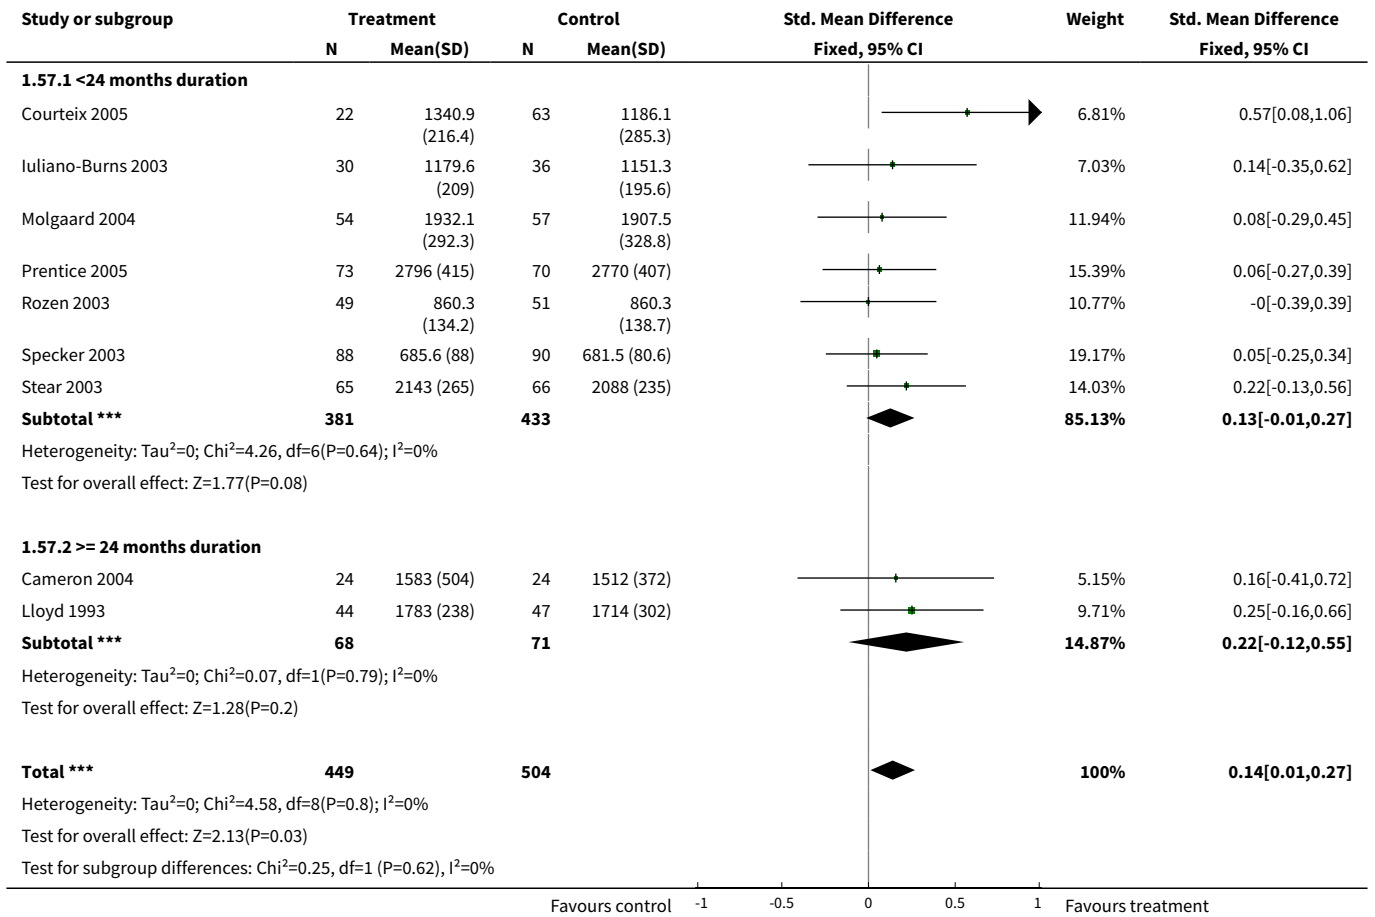 Study or subgroup Treatment Control Std. Mean Difference Weight Std. Mean Difference
N Mean(SD) N Mean(SD) Fixed, 95% CI Fixed, 95% CI
1.57.1 <24 months duration
Courteix 2005 22 1340.9 63 1186.1 6.81% 0.57[0.08,1.06]
(216.4) (285.3)
Iuliano-Burns 2003 30 1179.6 36 1151.3 7.03% 0.14[-0.35,0.62]
(209) (195.6)
Molgaard 2004 54 1932.1 57 1907.5 11.94% 0.08[-0.29,0.45]
(292.3) (328.8)
Prentice 2005 73 2796 (415) 70 2770 (407) 15.39% 0.06[-0.27,0.39]
Rozen 2003 49 860.3 51 860.3 10.77% -0[-0.39,0.39]
(134.2) (138.7)
Specker 2003 88 685.6 (88) 90 681.5 (80.6) 19.17% 0.05[-0.25,0.34]
Stear 2003 65 2143 (265) 66 2088 (235) 14.03% 0.22[-0.13,0.56]
Subtotal *** 381 433 85.13% 0.13[-0.01,0.27]
Heterogeneity: Tau²=0; Chi²=4.26, df=6(P=0.64); I²=0%
Test for overall effect: Z=1.77(P=0.08)
1.57.2 >= 24 months duration
Cameron 2004 24 1583 (504) 24 1512 (372) 5.15% 0.16[-0.41,0.72]
Lloyd 1993 44 1783 (238) 47 1714 (302) 9.71% 0.25[-0.16,0.66]
Subtotal *** 68 71 14.87% 0.22[-0.12,0.55]
Heterogeneity: Tau²=0; Chi²=0.07, df=1(P=0.79); I²=0%
Test for overall effect: Z=1.28(P=0.2)
Total *** 449 504 100% 0.14[0.01,0.27]
Heterogeneity: Tau²=0; Chi²=4.58, df=8(P=0.8); I²=0%
Test for overall effect: Z=2.13(P=0.03)
Test for subgroup differences: Chi²=0.25, df=1 (P=0.62), I²=0%
Favours control -1 -0.5 0 0.5 1 Favours treatment